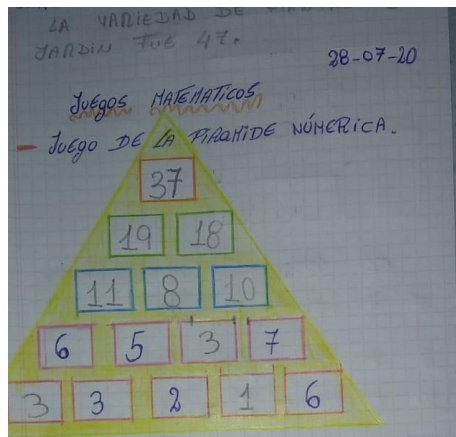 LA VARIEDAD DE
JARDIN FUE 47.
28-07-20
JUEGOS MATEMATICOS
- JUEGO DE LA PIRAMIDE NÚMERICA.
37
19 18
11 8 10
6 5 3 7
3 3 2 1 6